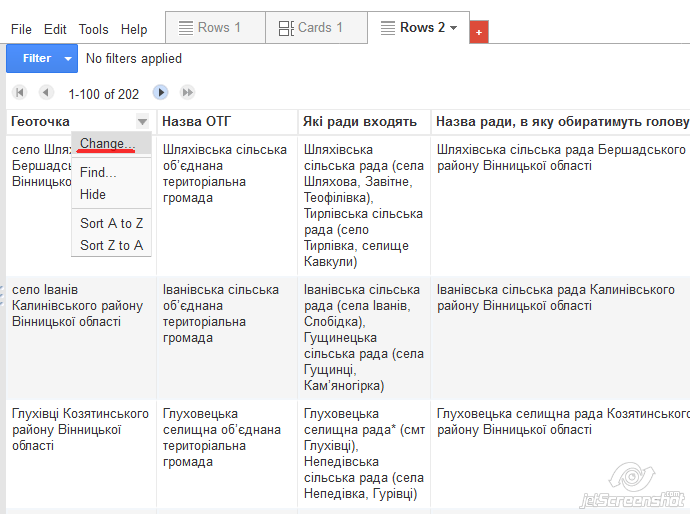 File Edit Tools Help
Rows 1
Cards 1
Rows 2
+
Filter
No filters applied
1-100 of 202
Геоточка
Назва ОТГ
Які ради входять
Назва ради, в яку обиратимуть голову
село Шлях
Бершадсь
Вінницько
Change...
Find...
Hide
Sort A to Z
Sort Z to A
Шляхівська сільська
об’єднана
територіальна
громада
Шляхівська
сільська рада (села
Шляхова, Завітне,
Теофілівка),
Тирлівська сільська
рада (село
Тирлівка, селище
Кавкули)
Шляхівська сільська рада Бершадського
району Вінницької області
село Іванів
Калинівського району
Вінницької області
Іванівська сільська
об’єднана
територіальна
громада
Іванівська сільська
рада (села Іванів,
Слобідка),
Гущинецька
сільська рада (села
Гущинці,
Кам’яногірка)
Іванівська сільська рада Калинівського
району Вінницької області
Глухівці Козятинського
району Вінницької
області
Глуховецька
селищна об’єднана
територіальна
громада
Глуховецька
селищна рада* (смт
Глухівці),
Непедівська
сільська рада (села
Непедівка, Гурівці)
Глуховецька селищна рада Козятинського
району Вінницької області
jetScreenshot.com